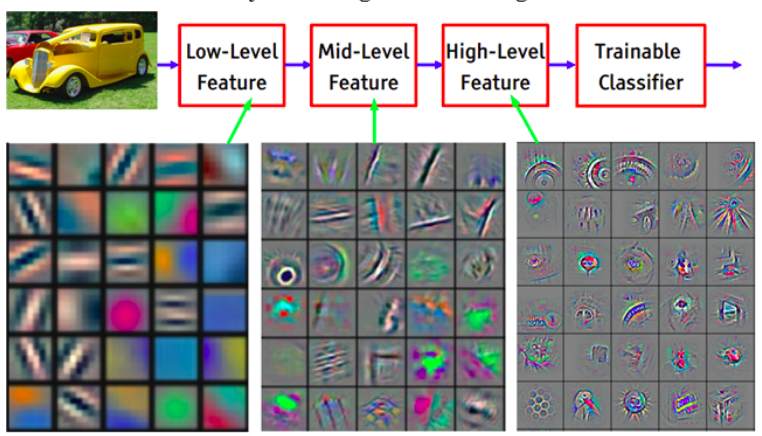 Low-Level
Feature
Mid-Level
Feature
High-Level
Feature
Trainable
Classifier